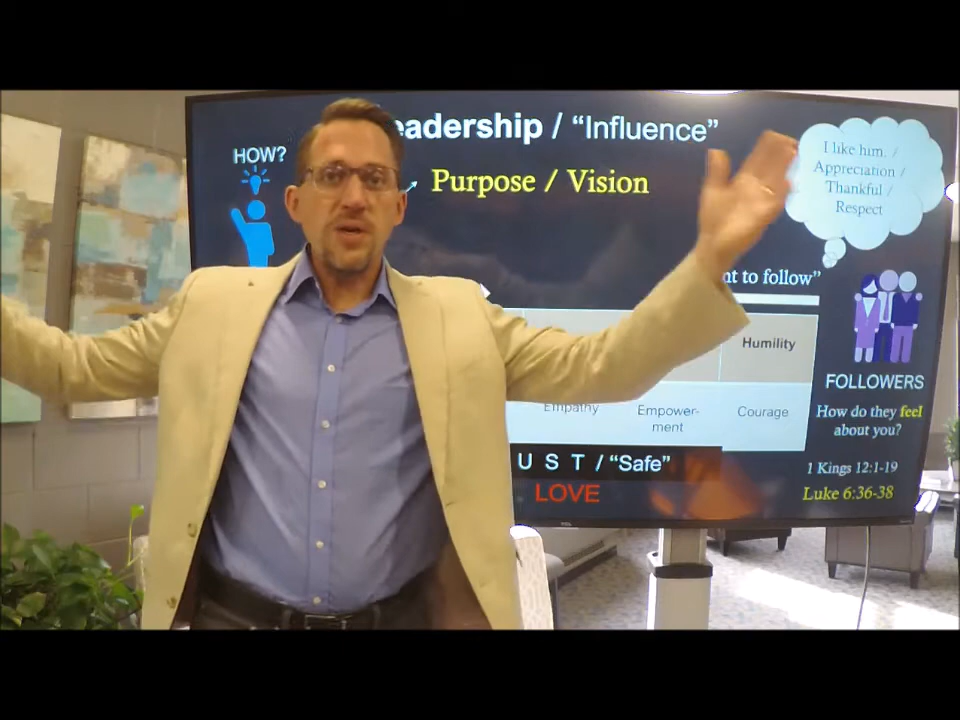 eadership / "Influence"
HOW?
Purpose / Vision
I like him. /
Appreciation /
Thankful /
Respect
to follow"
Humility
FOLLOWERS
Empathy
Empower-
ment
Courage
How do they feel
about you?
U S T / "Safe"
LOVE
1 Kings 12:1-19
Luke 6:36-38